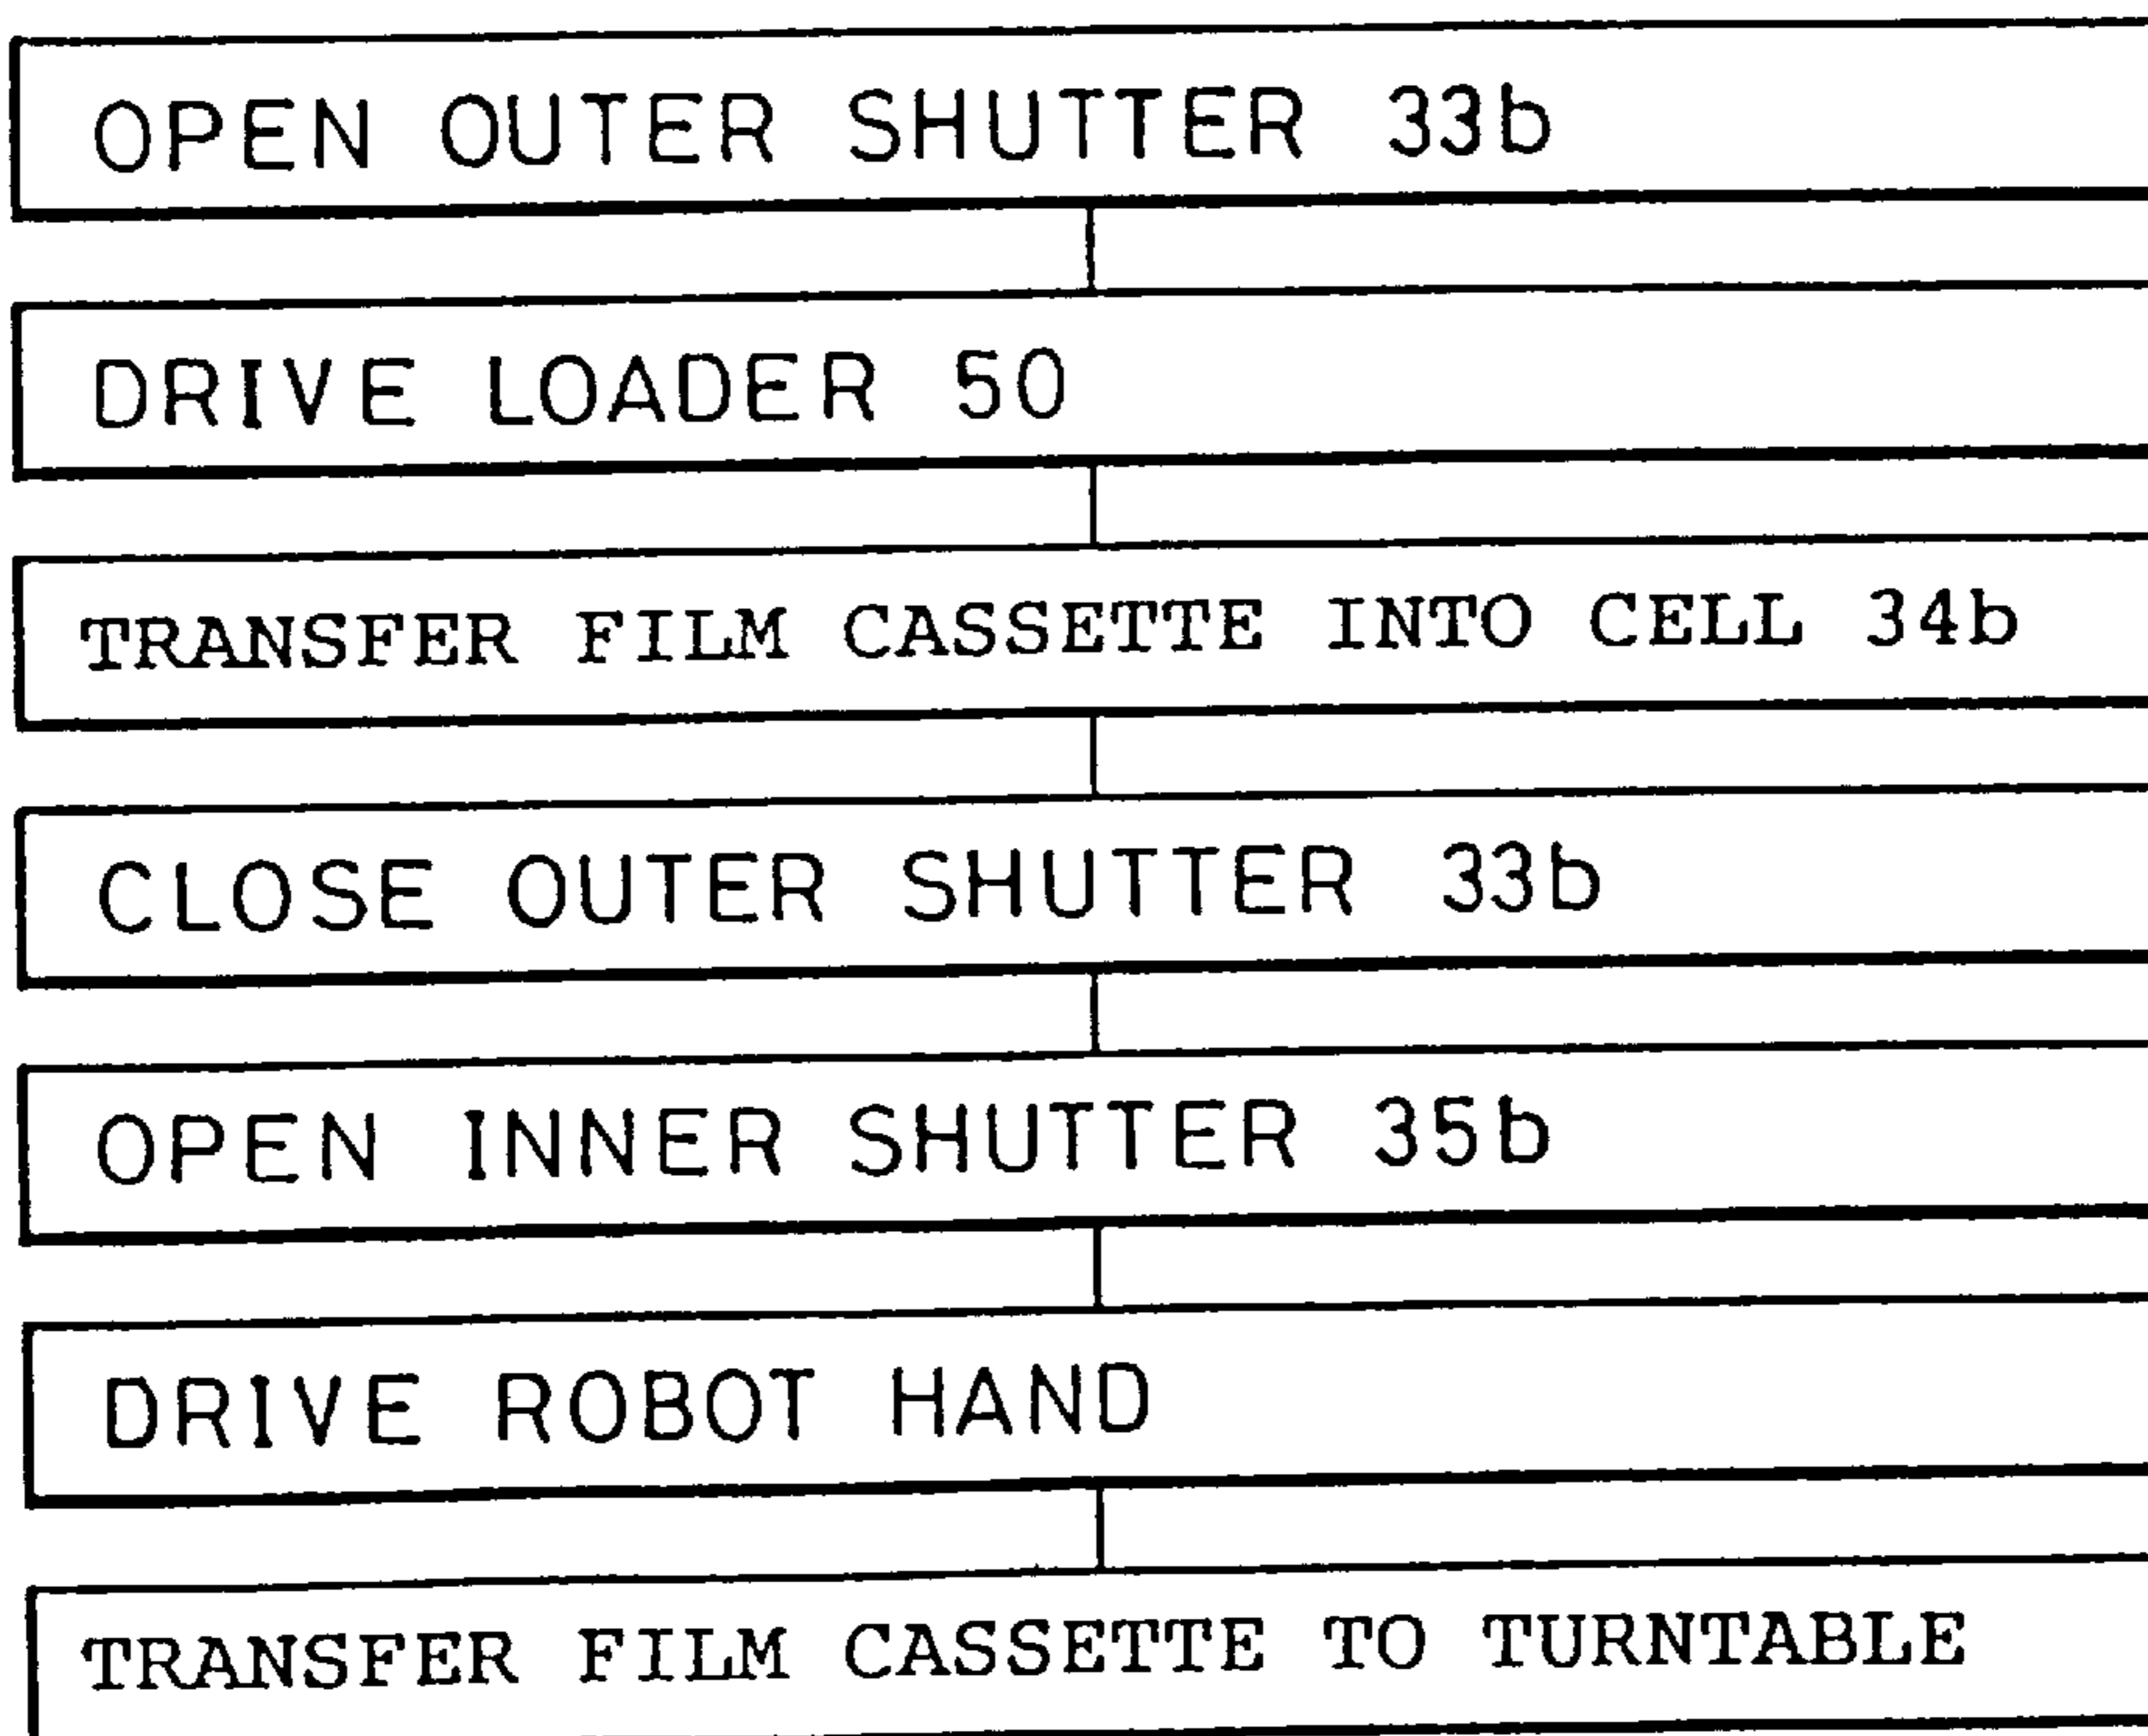 OPEN OUTER SHUTTER 33b
DRIVE LOADER 50
TRANSFER FILM CASSETTE INTO CELL 34b
CLOSE OUTER SHUTTER 33b
OPEN INNER SHUTTER 35b
DRIVE ROBOT HAND
TRANSFER FILM CASSETTE TO TURNTABLE